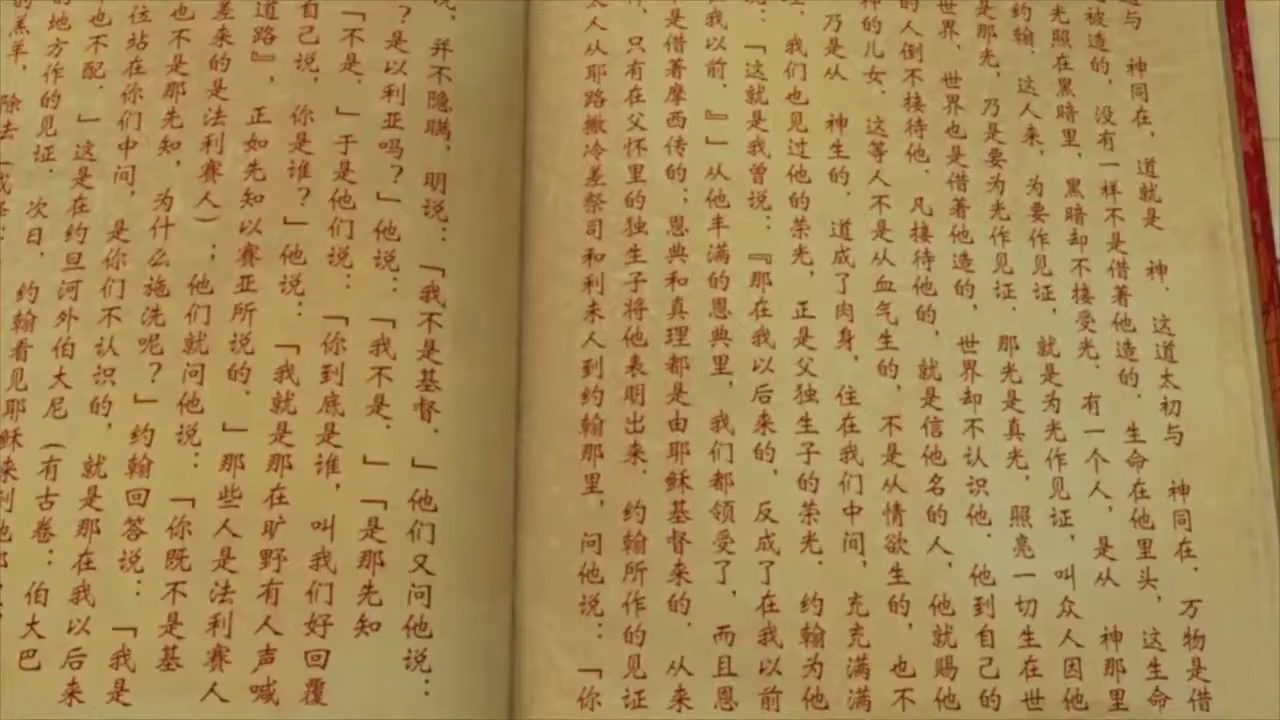 道与　神同在，道就是　神．这道太初与　神同在．万物是借
被造的，没有一样不是借著他造的．生命在他里头，这生命
光照在黑暗里，黑暗却不接受光．有一个人，是从　神那里
约翰．这人来，为要作见证，就是为光作见证，叫众人因他
是那光，乃是要为光作见证．那光是真光，照亮一切生在世
世界，世界也是借著他造的，世界却不认识他．他到自己的
的人倒不接待他．凡接待他的，就是信他名的人，他就赐他
神的儿女．这等人不是从血气生的，不是从情欲生的，也不
乃是从　神生的．道成了肉身，住在我们中间，充充满满
我们也见过他的荣光，正是父独生子的荣光．约翰为他
说：「这就是我曾说：『那在我以后来的，反成了在我以前
我以前．』」从他丰满的恩典里，我们都领受了，而且恩
是借著摩西传的；恩典和真理都是由耶稣基督来的．从来
只有在父怀里的独生子将他表明出来．约翰所作的见证
太人从耶路撒冷差祭司和利未人到约翰那里，问他说：「你
说，并不隐瞒，明说：「我不是基督．」他们又问他说：
？是以利亚吗？」他说：「我不是．」「是那先知
「不是．」于是他们说：「你到底是谁，叫我们好回覆
自己说，你是谁？」他说：「我就是那在旷野有人声喊
道路』，正如先知以赛亚所说的．」那些人是法利赛人
差来的是法利赛人）；他们就问他说：「你既不是基
也不是那先知，为什么施洗呢？」约翰回答说：「我是
位站在你们中间，是你们不认识的，就是那在我以后来
也不配．」这是在约旦河外伯大尼（有古卷：伯大巴
的地方作的见证．次日，约翰看见耶稣来到他那
的羔羊，除去